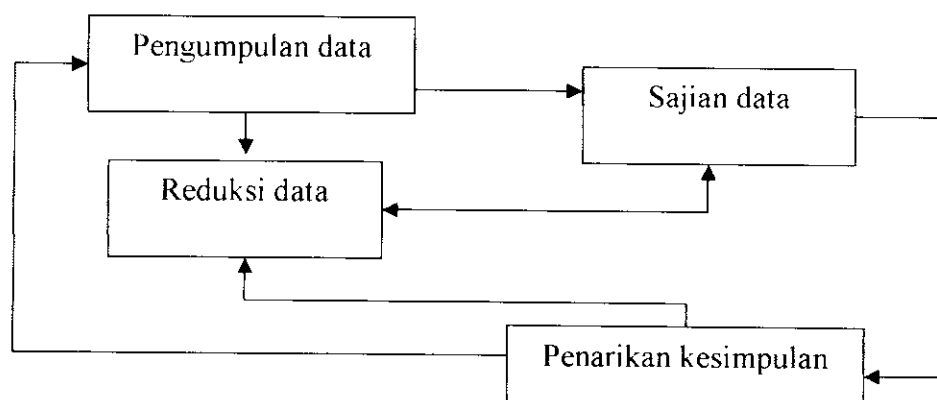 Pengumpulan data
Sajian data
Reduksi data
Penarikan kesimpulan